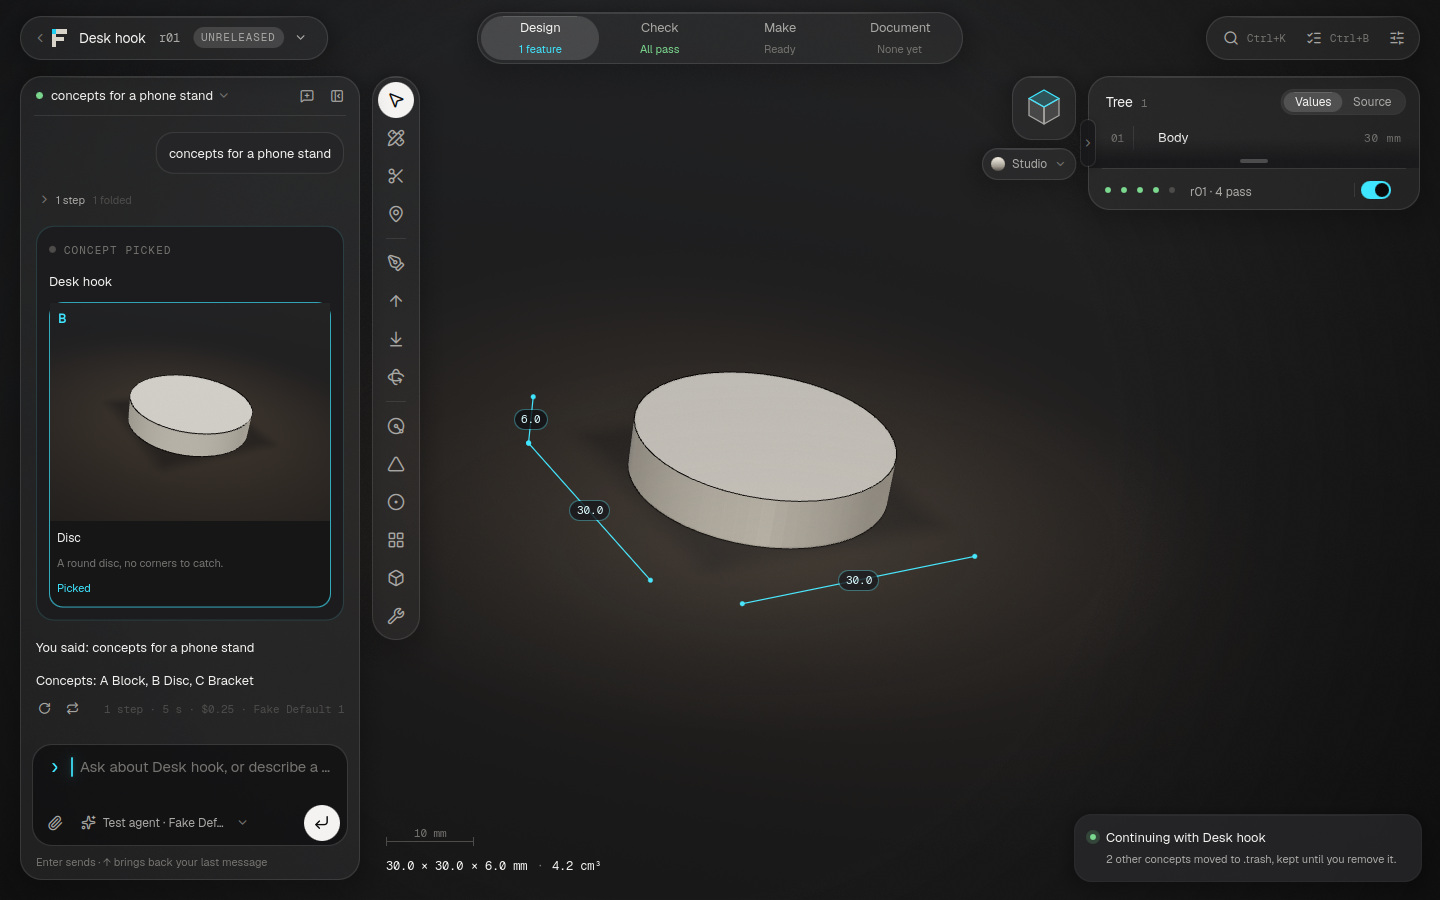 Desk hook r01 UNRELEASED
Design
1 feature
Check
All pass
Make
Ready
Document
None yet
Ctrl+K
Ctrl+B
concepts for a phone stand
concepts for a phone stand
1 step 1 folded
CONCEPT PICKED
Desk hook
B
Disc
A round disc, no corners to catch.
Picked
You said: concepts for a phone stand
Concepts: A Block, B Disc, C Bracket
1 step · 5 s · $0.25 · Fake Default 1
Ask about Desk hook, or describe a ...
Test agent · Fake Def...
Enter sends · ↑ brings back your last message
6.0
30.0
30.0
10 mm
30.0 × 30.0 × 6.0 mm · 4.2 cm³
Studio
Tree 1
Values
Source
01 Body 30 mm
r01 · 4 pass
Continuing with Desk hook
2 other concepts moved to .trash, kept until you remove it.